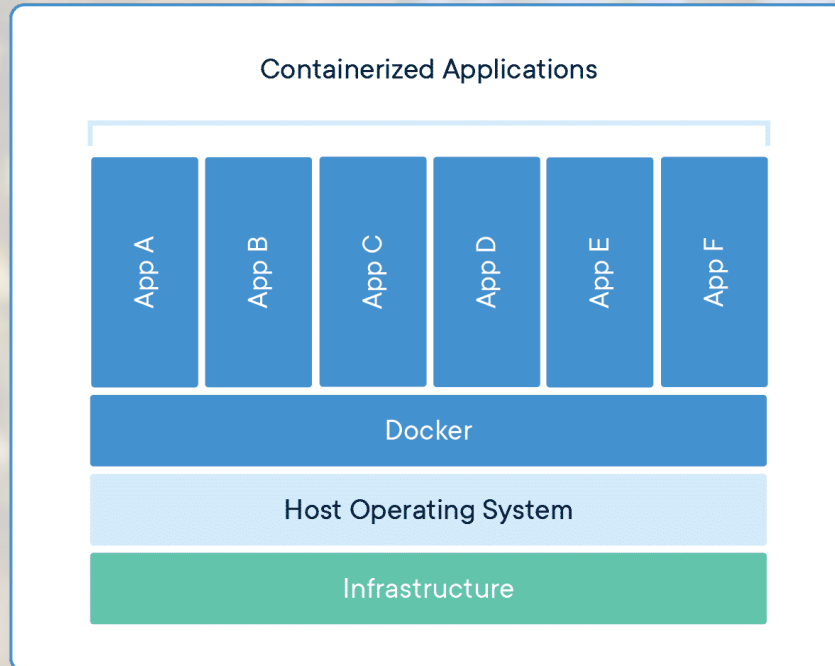 Containerized Applications
App A
App B
App C
App D
App E
App F
Docker
Host Operating System
Infrastructure